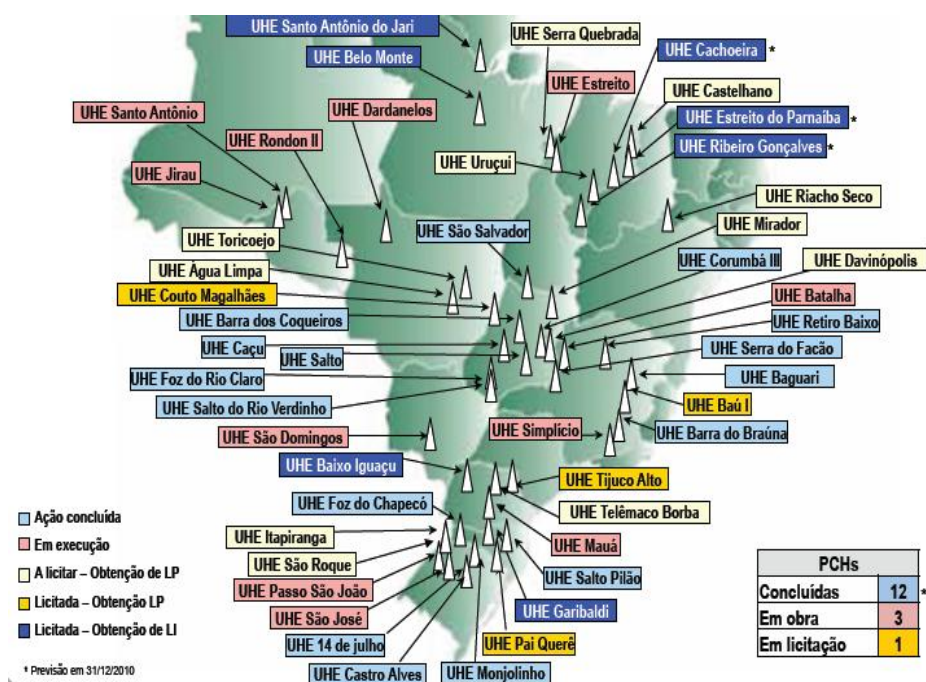 UHE Santo Antônio do Jari
UHE Serra Quebrada
UHE Cachoeira *
UHE Belo Monte
UHE Estreito
UHE Castelhano
UHE Santo Antônio
UHE Dardanelos
UHE Estreito do Parnaíba *
UHE Rondon II
UHE Ribeiro Gonçalves *
UHE Uruçui
UHE Jirau
UHE Riacho Seco
UHE São Salvador
UHE Mirador
UHE Toricoejo
UHE Corumbá III
UHE Davinópolis
UHE Água Limpa
UHE Couto Magalhães
UHE Batalha
UHE Barra dos Coqueiros
UHE Retiro Baixo
UHE Caçu
UHE Salto
UHE Serra do Facão
UHE Foz do Rio Claro
UHE Baguari
UHE Salto do Rio Verdinho
UHE Baú I
UHE São Domingos
UHE Simplício
UHE Barra do Braúna
UHE Baixo Iguaçu
UHE Tijuco Alto
UHE Foz do Chapecó
UHE Telêmaco Borba
UHE Itapiranga
UHE Mauá
UHE São Roque
UHE Salto Pilão
UHE Passo São João
UHE São José
UHE Garibaldi
UHE 14 de julho
UHE Pai Querê
UHE Castro Alves
UHE Monjolinho
Ação concluída
Em execução
A licitar – Obtenção de LP
Licitada – Obtenção LP
Licitada – Obtenção de LI
* Previsão em 31/12/2010
PCHs
Concluídas 12 *
Em obra 3
Em licitação 1